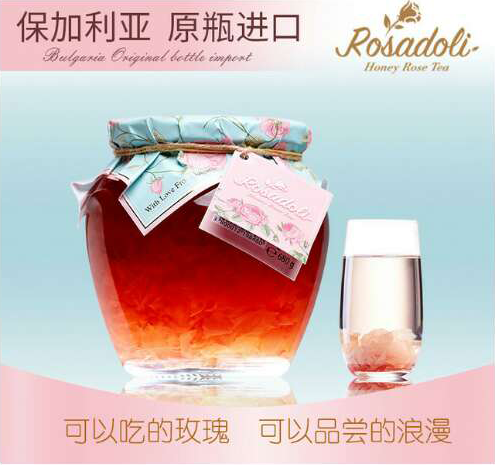 保加利亚 原瓶进口
Bulgaria Original bottle import
Rosadoli
Honey Rose Tea
With Love Fro
Rosadoli
℮ 680 g
可以吃的玫瑰 可以品尝的浪漫